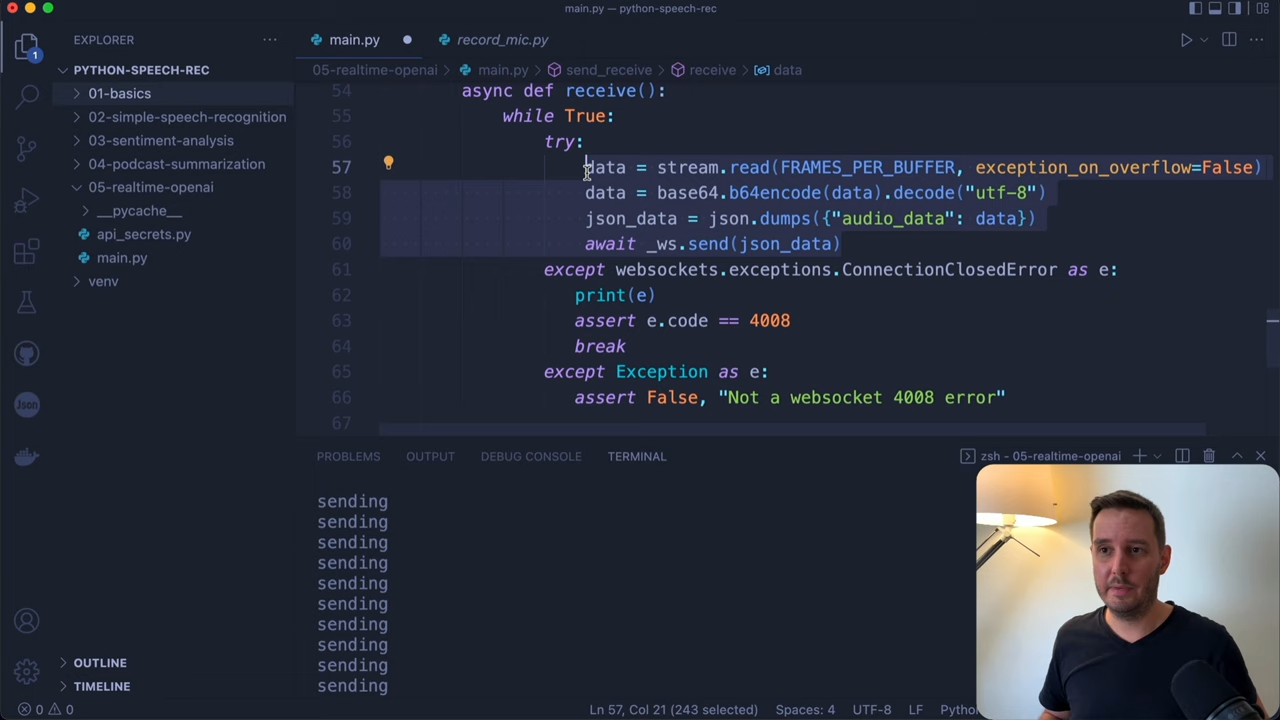 main.py — python-speech-rec
EXPLORER
main.py
record_mic.py
1
PYTHON-SPEECH-REC
05-realtime-openai > main.py > send_receive > receive > data
01-basics
02-simple-speech-recognition
03-sentiment-analysis
04-podcast-summarization
05-realtime-openai
__pycache__
api_secrets.py
main.py
venv
54 async def receive():
55 while True:
56 try:
57 data = stream.read(FRAMES_PER_BUFFER, exception_on_overflow=False)
58 data = base64.b64encode(data).decode("utf-8")
59 json_data = json.dumps({"audio_data": data})
60 await _ws.send(json_data)
61 except websockets.exceptions.ConnectionClosedError as e:
62 print(e)
63 assert e.code == 4008
64 break
65 except Exception as e:
66 assert False, "Not a websocket 4008 error"
67
Json
PROBLEMS OUTPUT DEBUG CONSOLE TERMINAL
zsh - 05-realtime-openai
sending
sending
sending
sending
sending
sending
sending
sending
sending
sending
OUTLINE
TIMELINE
0 0
Ln 57, Col 21 (243 selected) Spaces: 4 UTF-8 LF